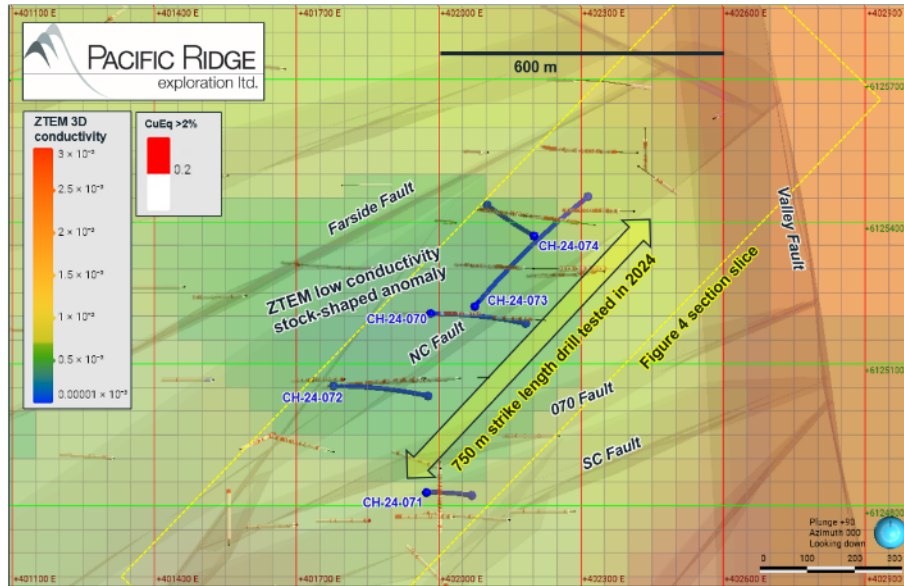 +401100 E +401400 E +401700 E +402000 E +402300 E +402600 E +402900
PACIFIC RIDGE
exploration ltd.
600 m
+6125700
ZTEM 3D
conductivity
3 × 10⁻³
2.5 × 10⁻³
2 × 10⁻³
1.5 × 10⁻³
1 × 10⁻³
0.5 × 10⁻³
0.00001 × 10⁻³
CuEq >2%
0.2
Farside Fault
Valley Fault
+6125400
CH-24-074
ZTEM low conductivity
stock-shaped anomaly
CH-24-073
CH-24-070
NC Fault
750 m strike length drill tested in 2024
Figure 4 section slice
+6125100
CH-24-072
070 Fault
SC Fault
CH-24-071
+6124800
Plunge +90
Azimuth 000
Looking down
0 100 200 300
+401100 E +401400 E +401700 E +402000 E +402300 E +402600 E +402900